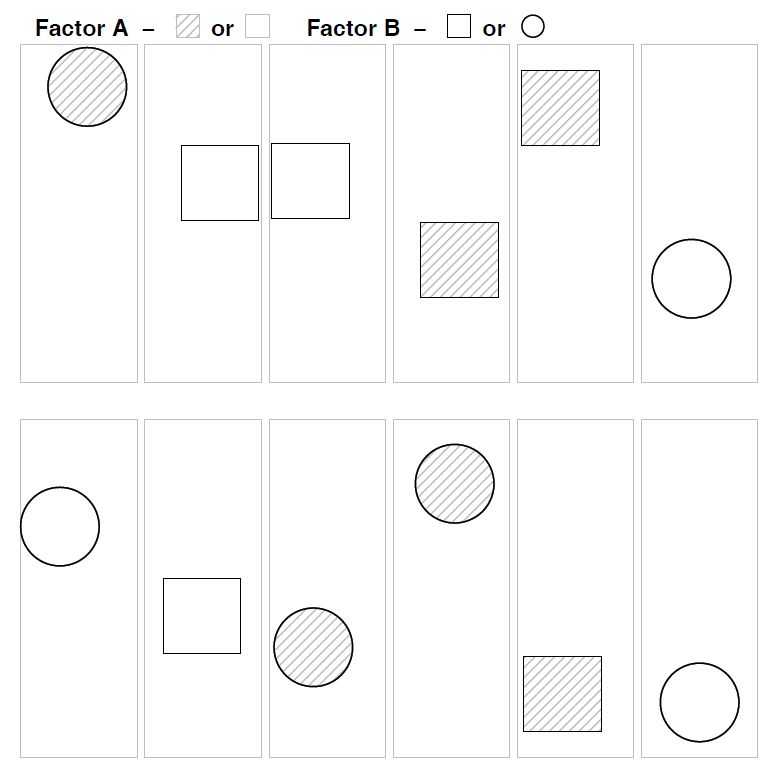 Factor A – or Factor B – or